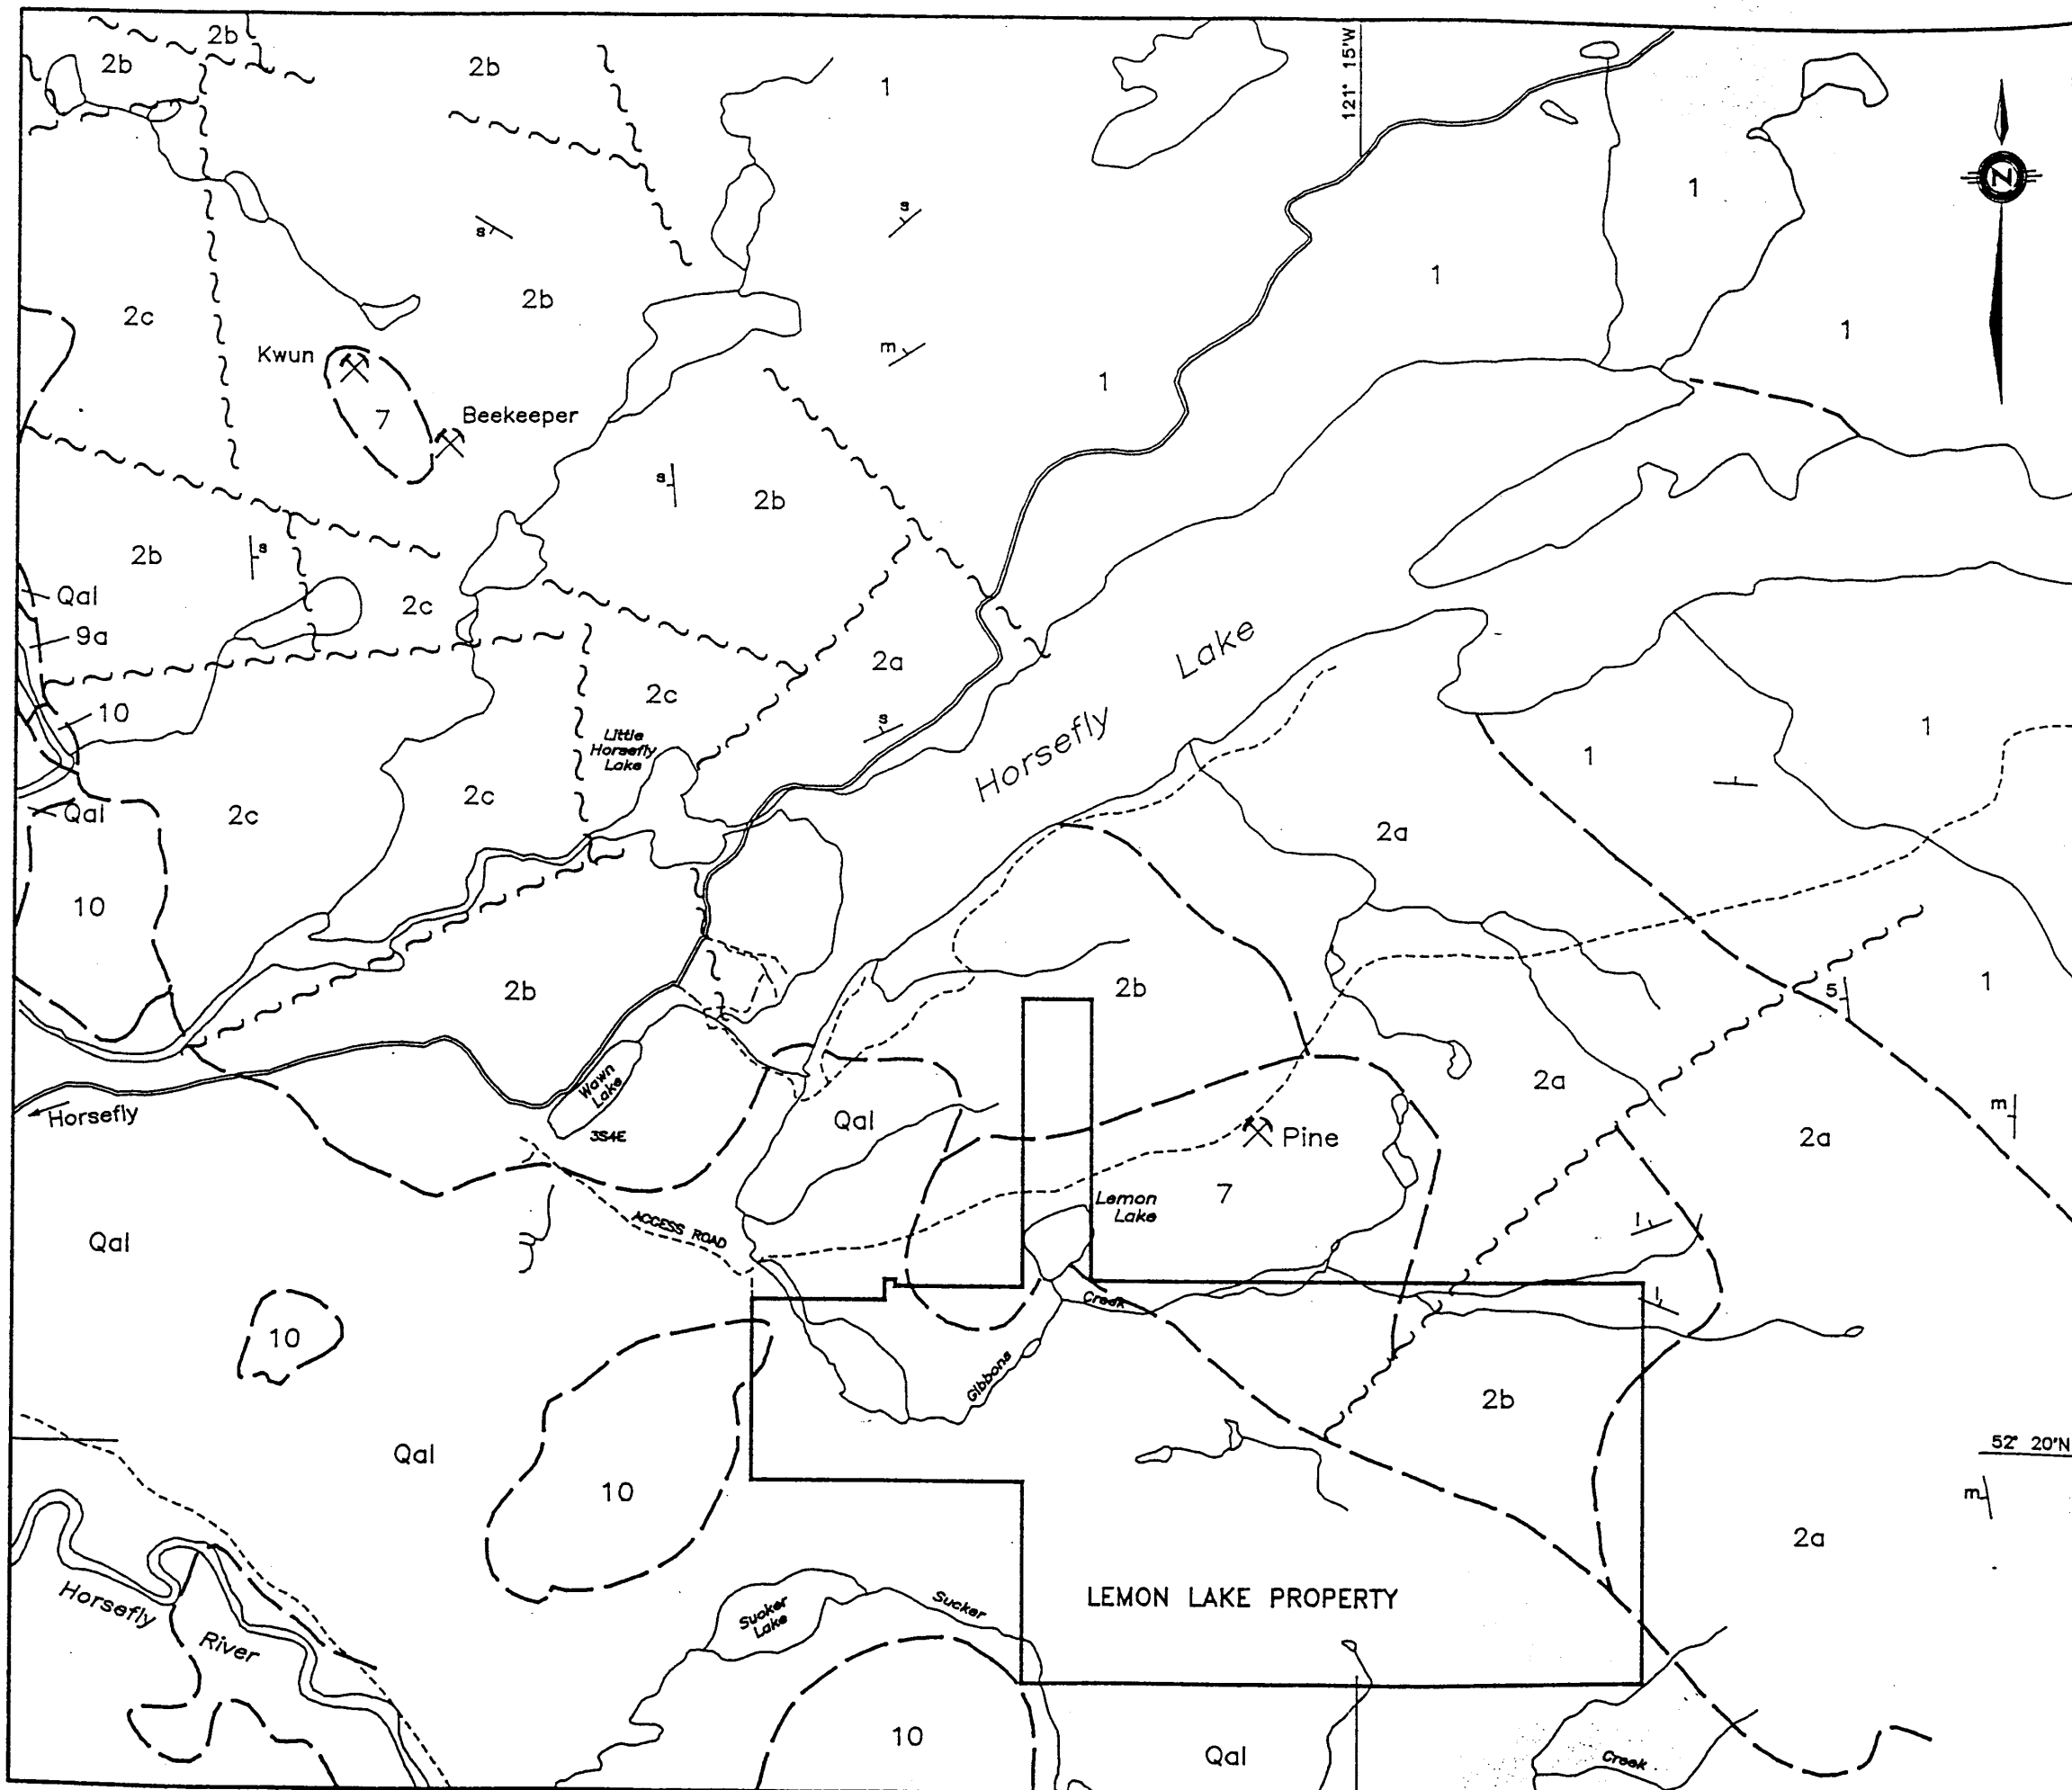 2b
2b
2b
1
121° 15'W
1
N
s
s
2b
1
2c
1
m
Kwun
7
1
Beekeeper
s
2b
2b
s
Qal
2c
9a
Lake
2a
2c
10
s
Little
Horsefly
Lake
Horsefly
1
1
2c
2c
Qal
2a
10
2b
2b
5
1
Wawn
Lake
2a
Horsefly
3S4E
Qal
Pine
m
2a
7
Lemon
Lake
ACCESS ROAD
1
Qal
Creek
1
10
Gibbons
2b
Qal
52° 20'N
10
m
2a
Horsefly
River
Sucker
Lake
Sucker
LEMON LAKE PROPERTY
10
Qal
Creek